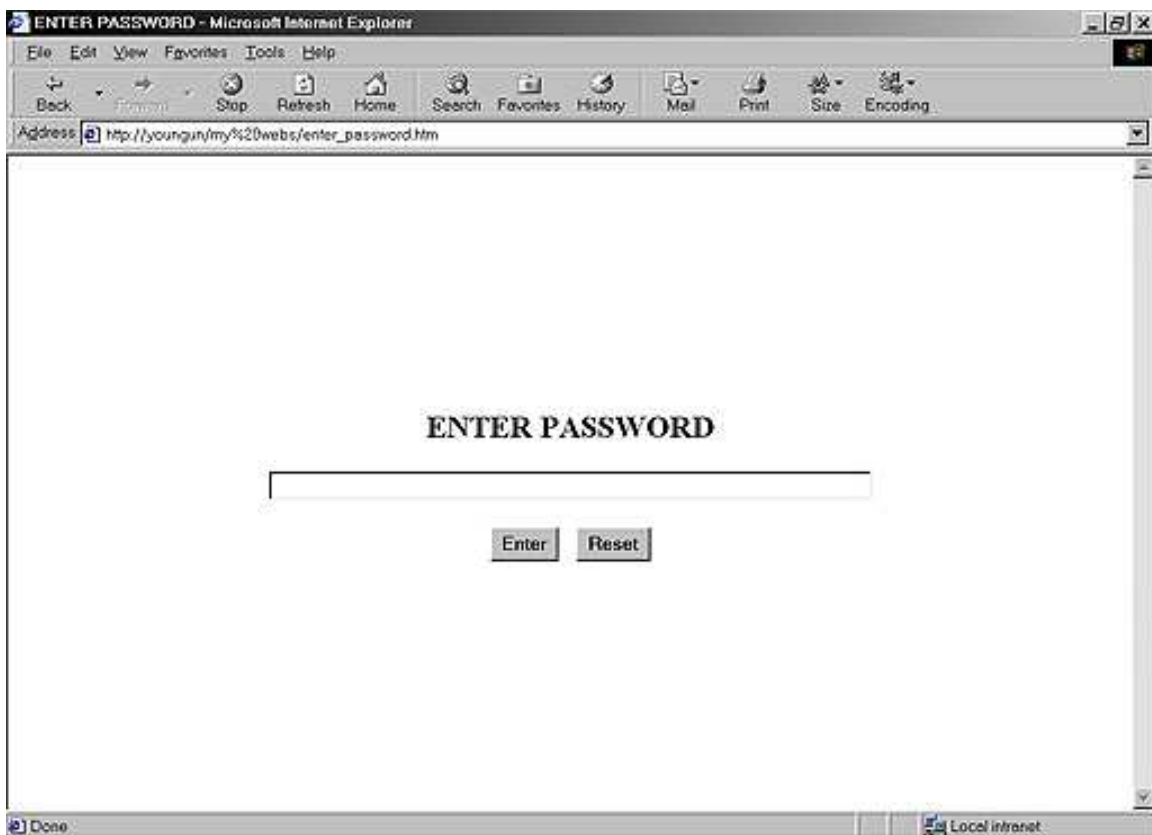 ENTER PASSWORD - Microsoft Internet Explorer
File Edit View Favorites Tools Help
Back Forward Stop Refresh Home Search Favorites History Mail Print Size Encoding
Address http://youngun/my%20webs/enter_password.htm
ENTER PASSWORD
Enter Reset
Done Local intranet